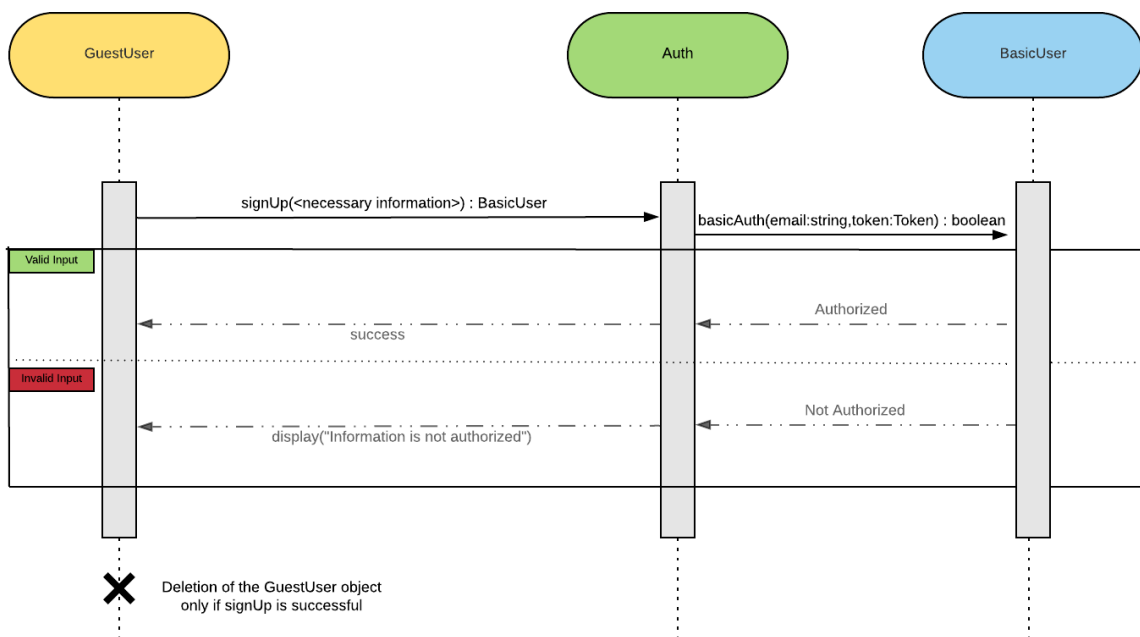 GuestUser
Auth
BasicUser
signUp(<necessary information>) : BasicUser
basicAuth(email:string,token:Token) : boolean
Valid Input
Authorized
success
Invalid Input
Not Authorized
display("Information is not authorized")
Deletion of the GuestUser object
only if signUp is successful